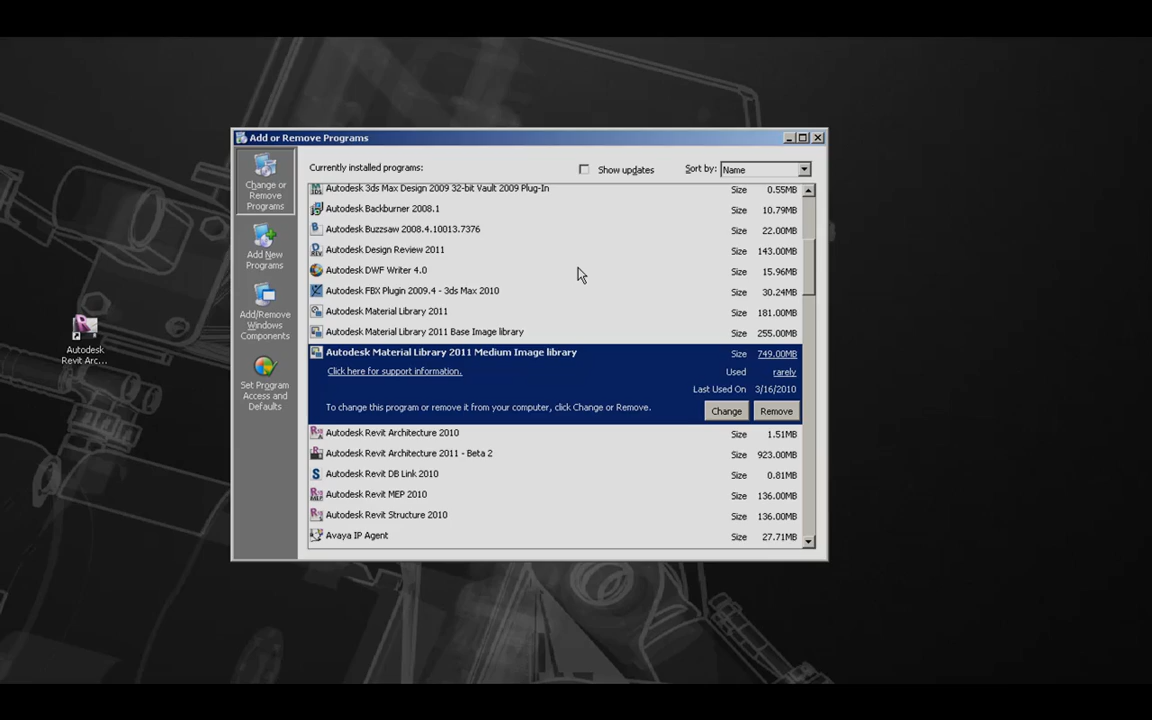 Add or Remove Programs
Change or
Remove
Programs
Add New
Programs
Add/Remove
Windows
Components
Set Program
Access and
Defaults
Currently installed programs:
Show updates
Sort by:
Name
Autodesk 3ds Max Design 2009 32-bit Vault 2009 Plug-In Size 0.55MB
Autodesk Backburner 2008.1 Size 10.79MB
Autodesk Buzzsaw 2008.4.10013.7376 Size 22.00MB
Autodesk Design Review 2011 Size 143.00MB
Autodesk DWF Writer 4.0 Size 15.96MB
Autodesk FBX Plugin 2009.4 - 3ds Max 2010 Size 30.24MB
Autodesk Material Library 2011 Size 181.00MB
Autodesk Material Library 2011 Base Image library Size 255.00MB
Autodesk Material Library 2011 Medium Image library Size 749.00MB
Click here for support information. Used rarely
Last Used On 3/16/2010
To change this program or remove it from your computer, click Change or Remove. Change Remove
Autodesk Revit Architecture 2010 Size 1.51MB
Autodesk Revit Architecture 2011 - Beta 2 Size 923.00MB
Autodesk Revit DB Link 2010 Size 0.81MB
Autodesk Revit MEP 2010 Size 136.00MB
Autodesk Revit Structure 2010 Size 136.00MB
Avaya IP Agent Size 27.71MB
Autodesk
Revit Arc...